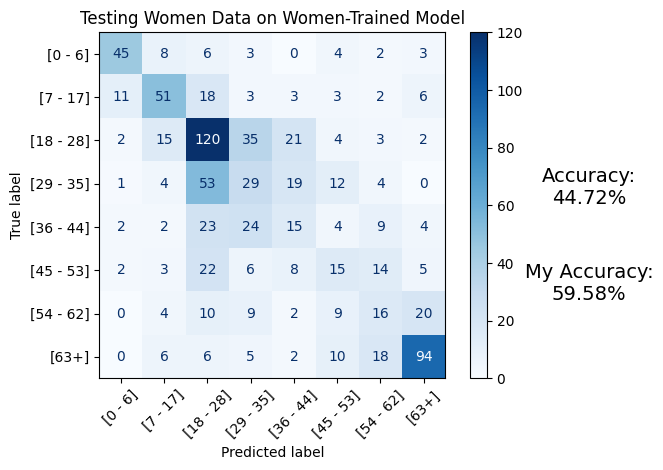 Testing Women Data on Women-Trained Model
[0 - 6] 45 8 6 3 0 4 2 3
[7 - 17] 11 51 18 3 3 3 2 6
[18 - 28] 2 15 120 35 21 4 3 2
[29 - 35] 1 4 53 29 19 12 4 0
[36 - 44] 2 2 23 24 15 4 9 4
[45 - 53] 2 3 22 6 8 15 14 5
[54 - 62] 0 4 10 9 2 9 16 20
[63+] 0 6 6 5 2 10 18 94
[0 - 6] [7 - 17] [18 - 28] [29 - 35] [36 - 44] [45 - 53] [54 - 62] [63+]
Predicted label
True label
120
100
80
60
40
20
0
Accuracy:
44.72%
My Accuracy:
59.58%